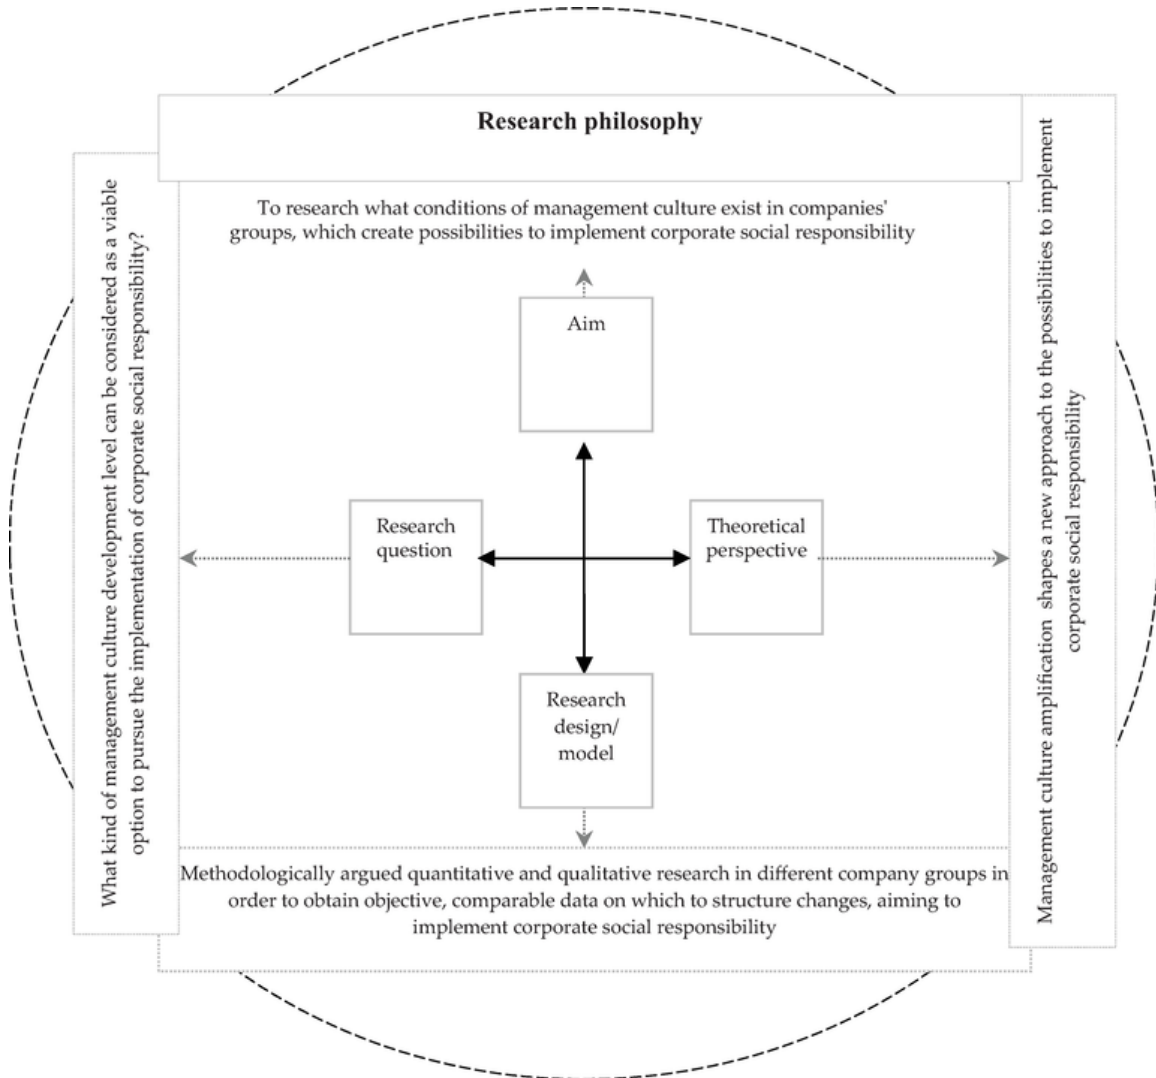 Research philosophy
To research what conditions of management culture exist in companies'
groups, which create possibilities to implement corporate social responsibility
Aim
What kind of management culture development level can be considered as a viable
option to pursue the implementation of corporate social responsibility?
Research
question
Theoretical
perspective
Management culture amplification shapes a new approach to the possibilities to implement
corporate social responsibility
Research
design/
model
Methodologically argued quantitative and qualitative research in different company groups in
order to obtain objective, comparable data on which to structure changes, aiming to
implement corporate social responsibility